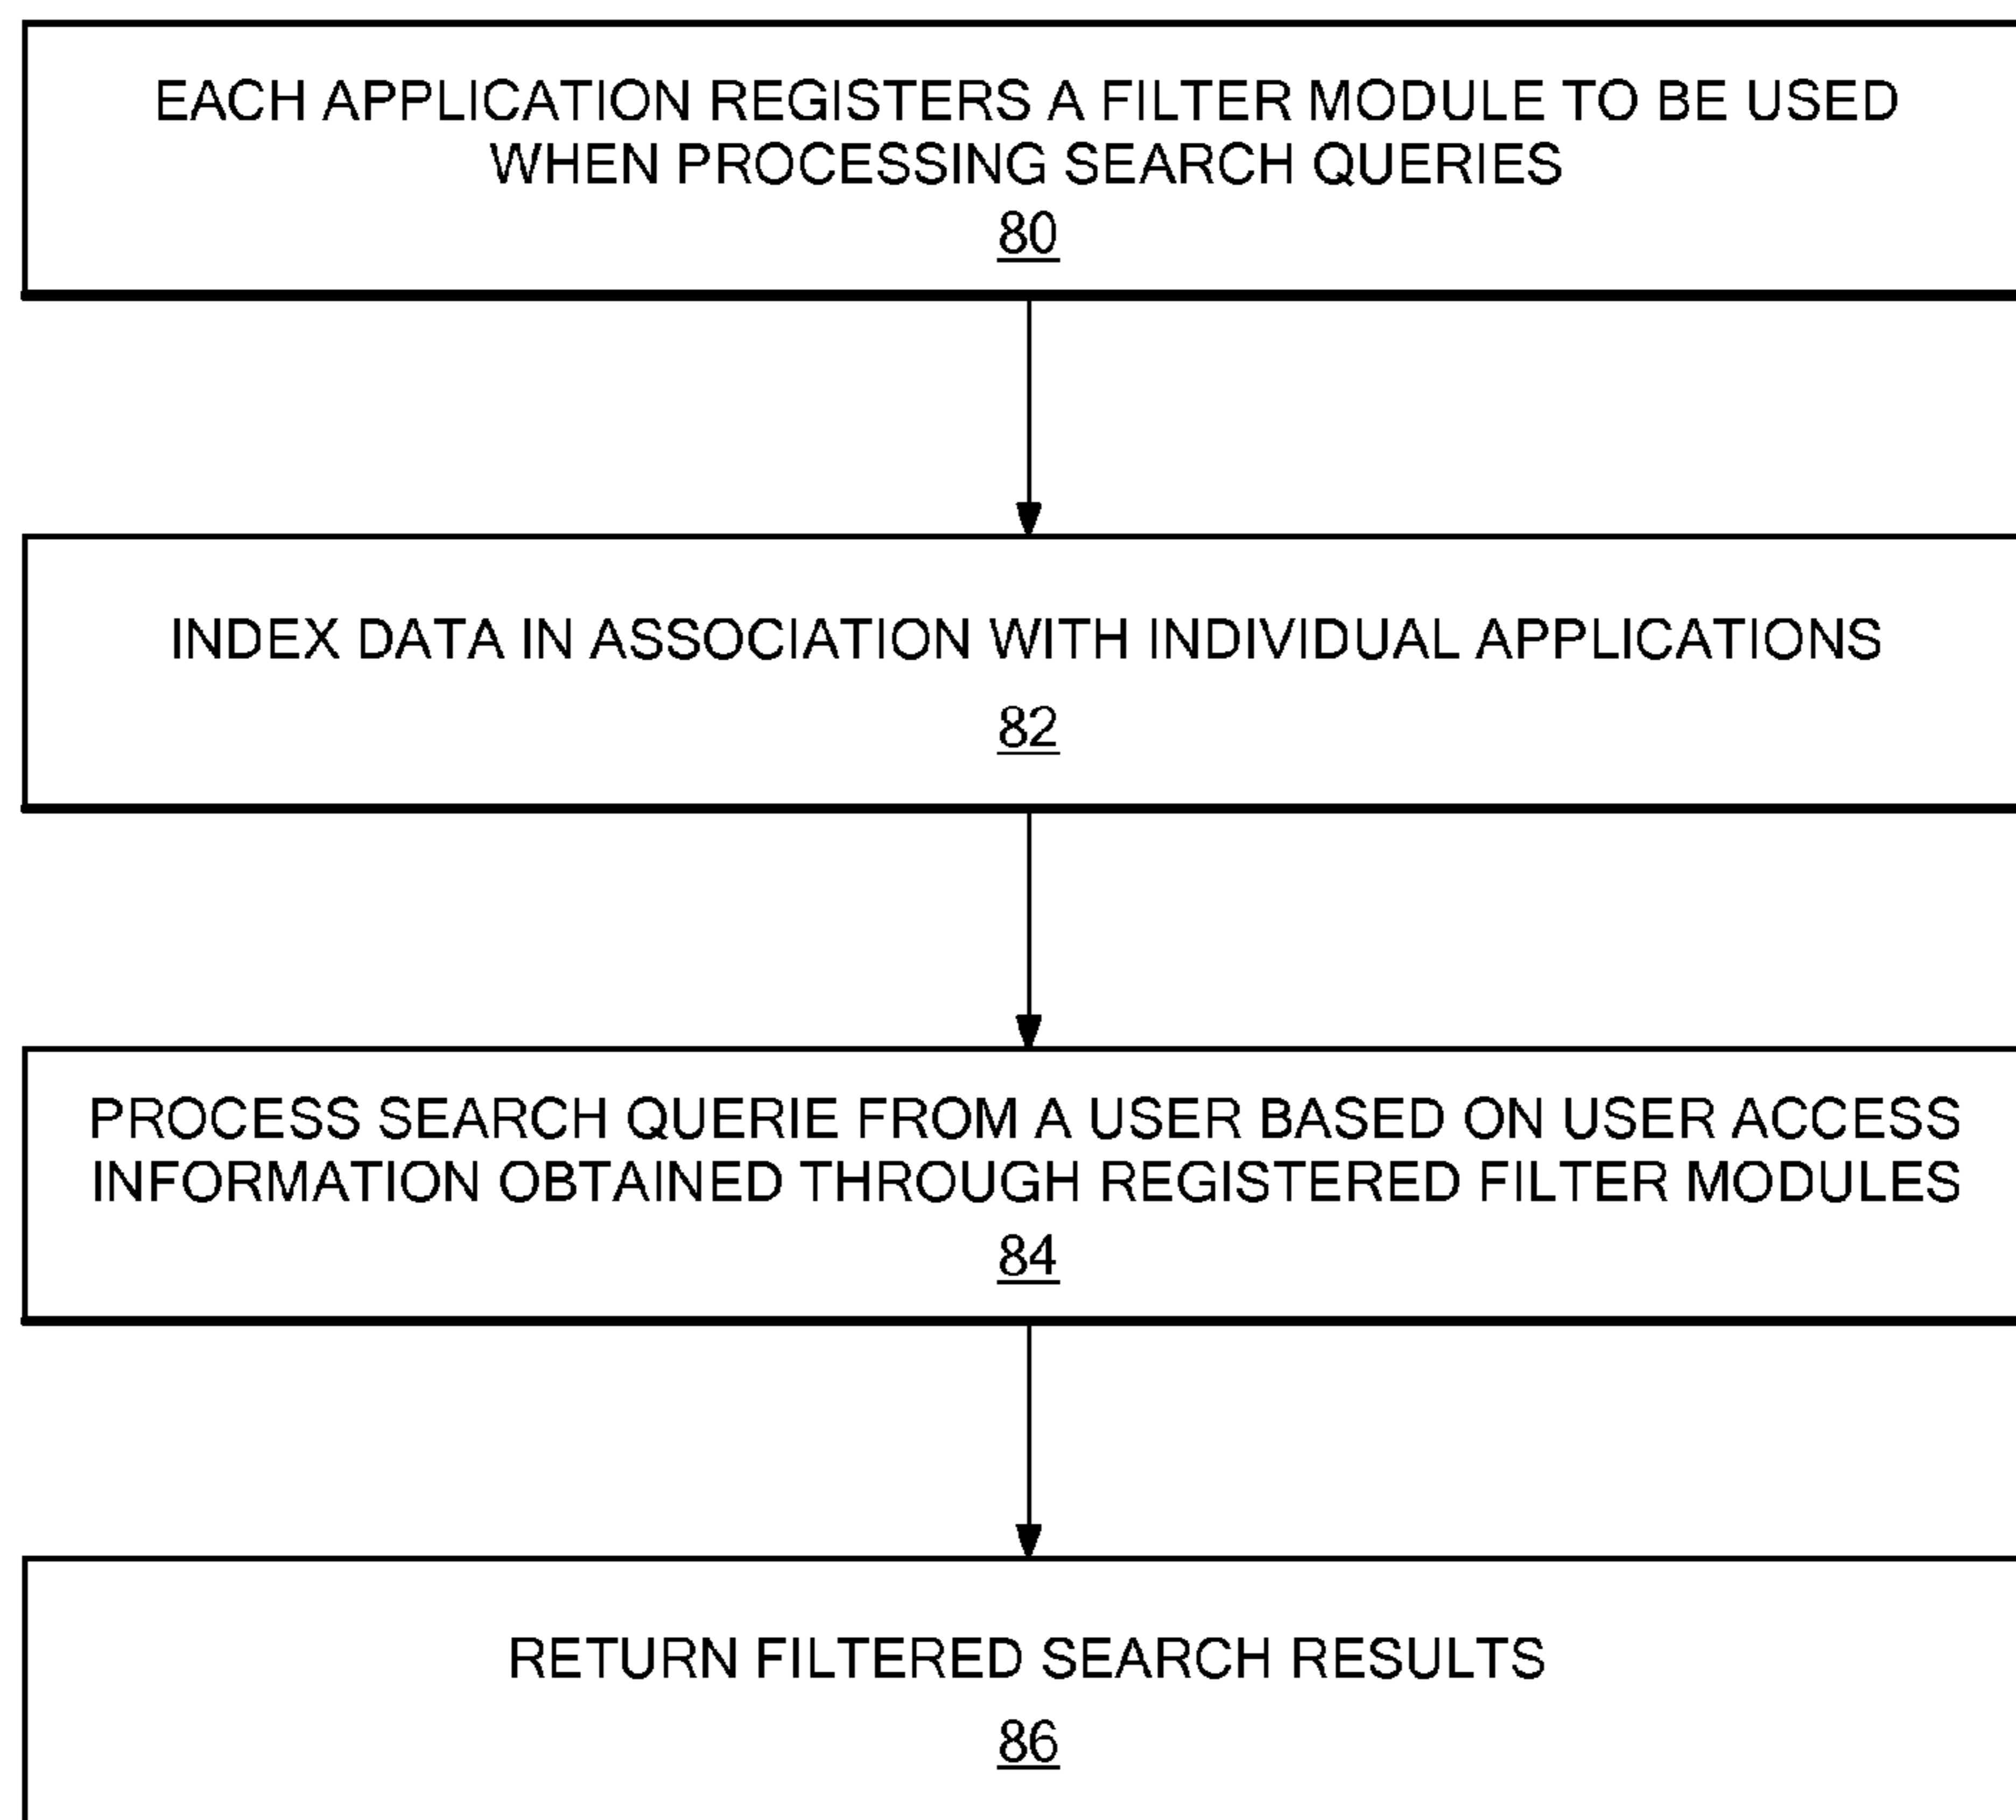 EACH APPLICATION REGISTERS A FILTER MODULE TO BE USED
WHEN PROCESSING SEARCH QUERIES
80
INDEX DATA IN ASSOCIATION WITH INDIVIDUAL APPLICATIONS
82
PROCESS SEARCH QUERIE FROM A USER BASED ON USER ACCESS
INFORMATION OBTAINED THROUGH REGISTERED FILTER MODULES
84
RETURN FILTERED SEARCH RESULTS
86